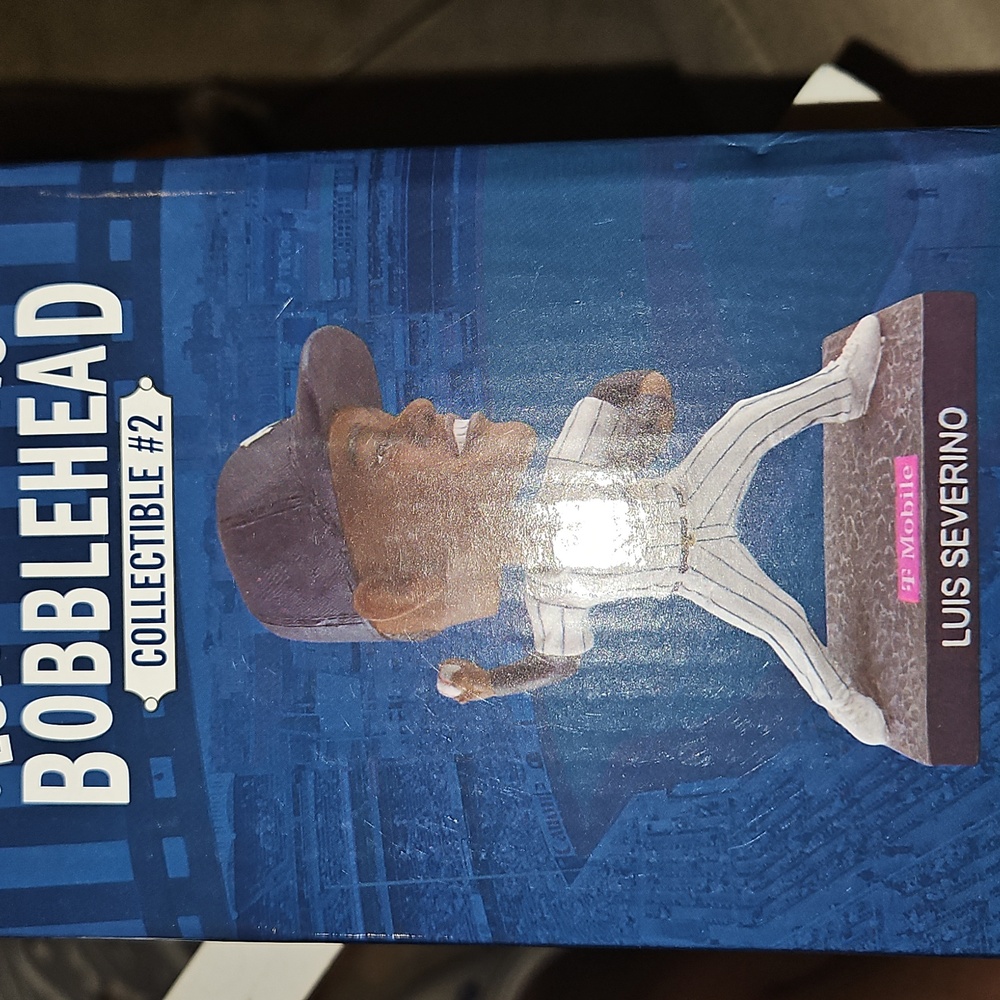 BOBBLEHEAD
COLLECTIBLE #2
T Mobile
LUIS SEVERINO